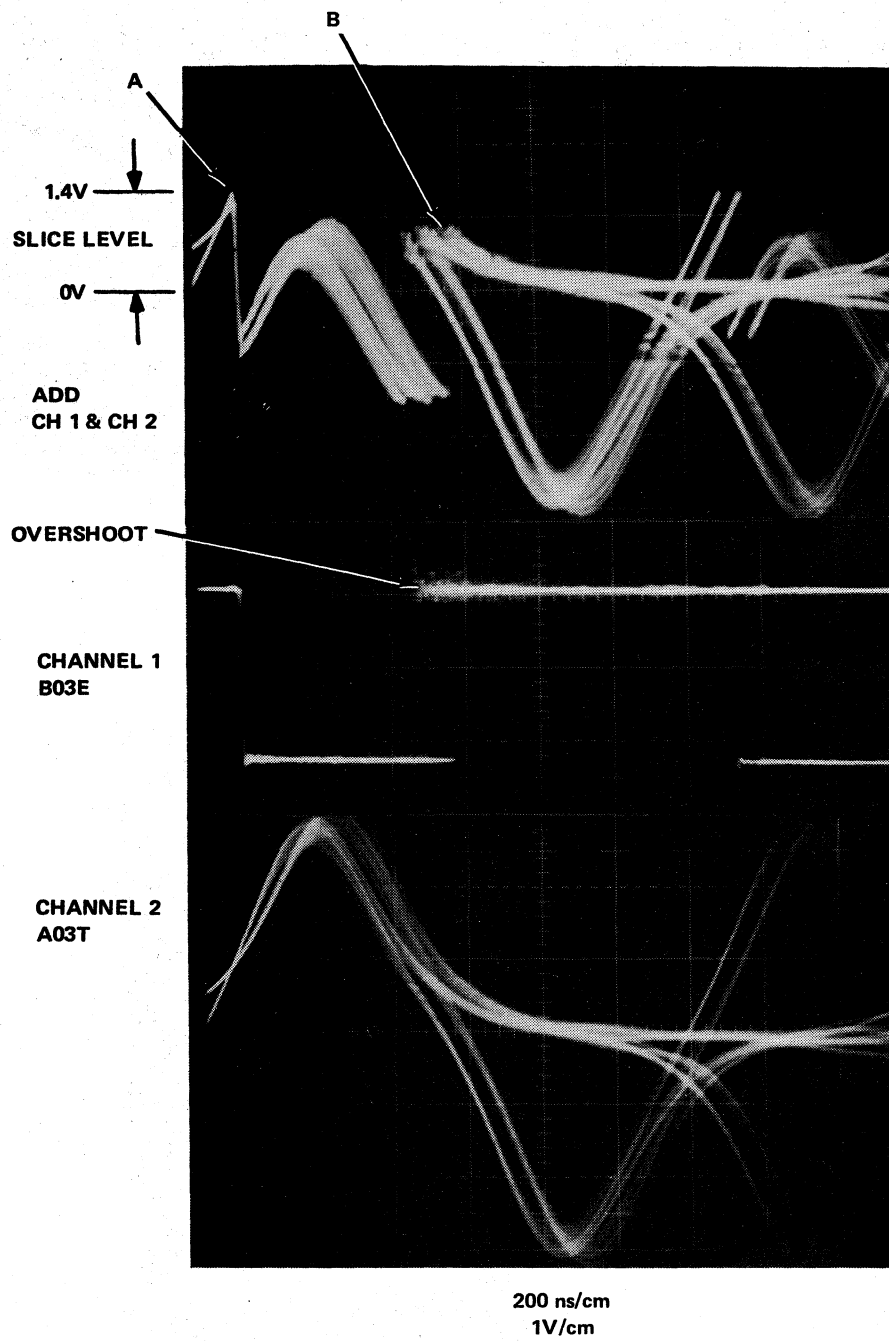 B
A
1.4V
SLICE LEVEL
0V
ADD
CH 1 & CH 2
OVERSHOOT
CHANNEL 1
B03E
CHANNEL 2
A03T
200 ns/cm
1V/cm